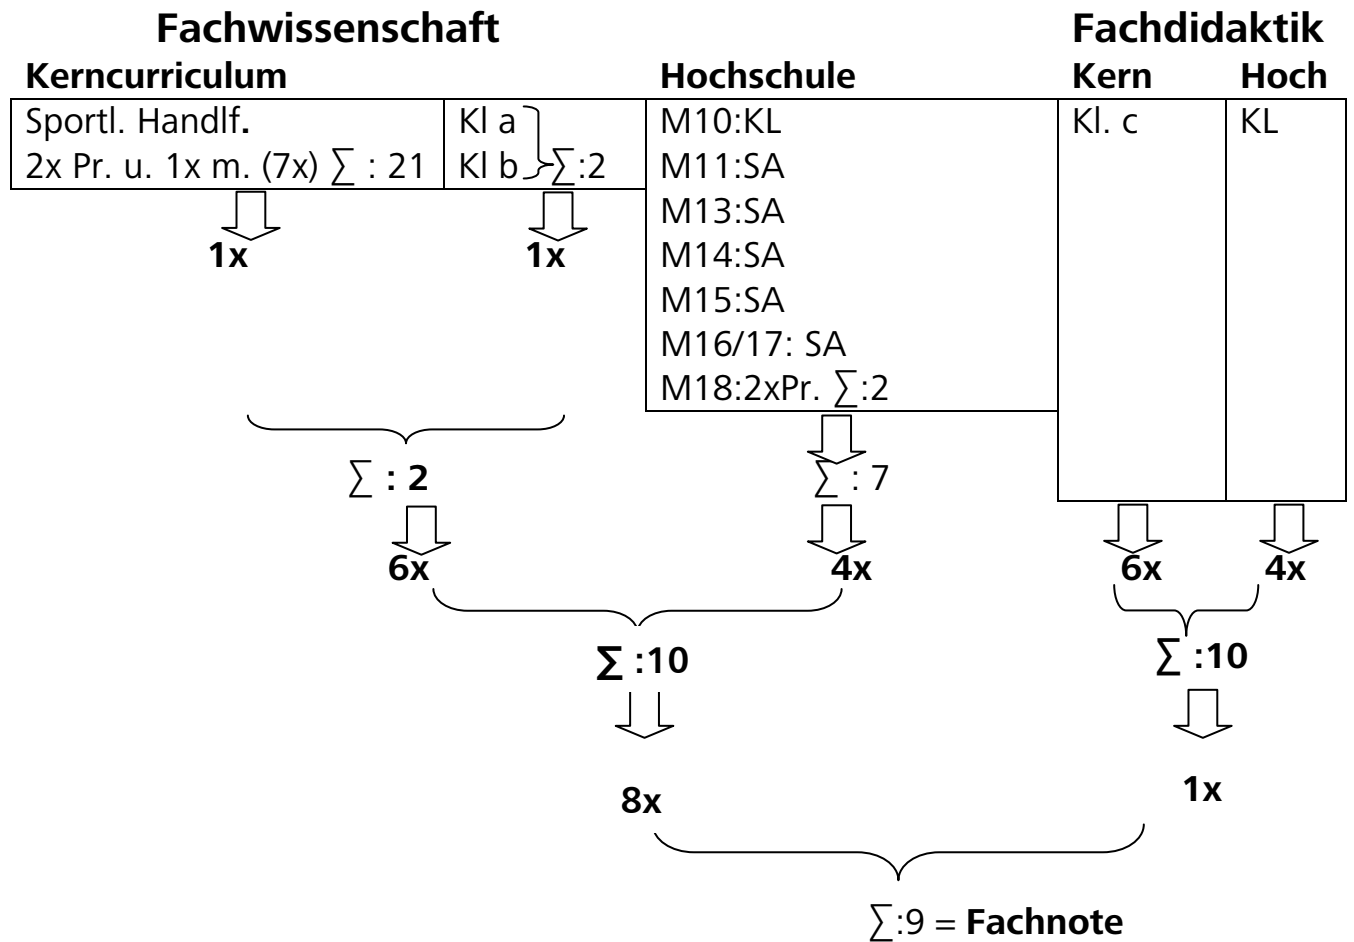 Fachwissenschaft
Fachdidaktik
Kerncurriculum
Hochschule
Kern
Hoch
Sportl. Handlf.
2x Pr. u. 1x m. (7x) ∑ : 21
Kl a
Kl b ∑:2
M10:KL
M11:SA
M13:SA
M14:SA
M15:SA
M16/17: SA
M18:2xPr. ∑:2
Kl. c
KL
1x
1x
∑ : 2
∑ : 7
6x
4x
6x
4x
∑ :10
∑ :10
8x
1x
∑:9 = Fachnote